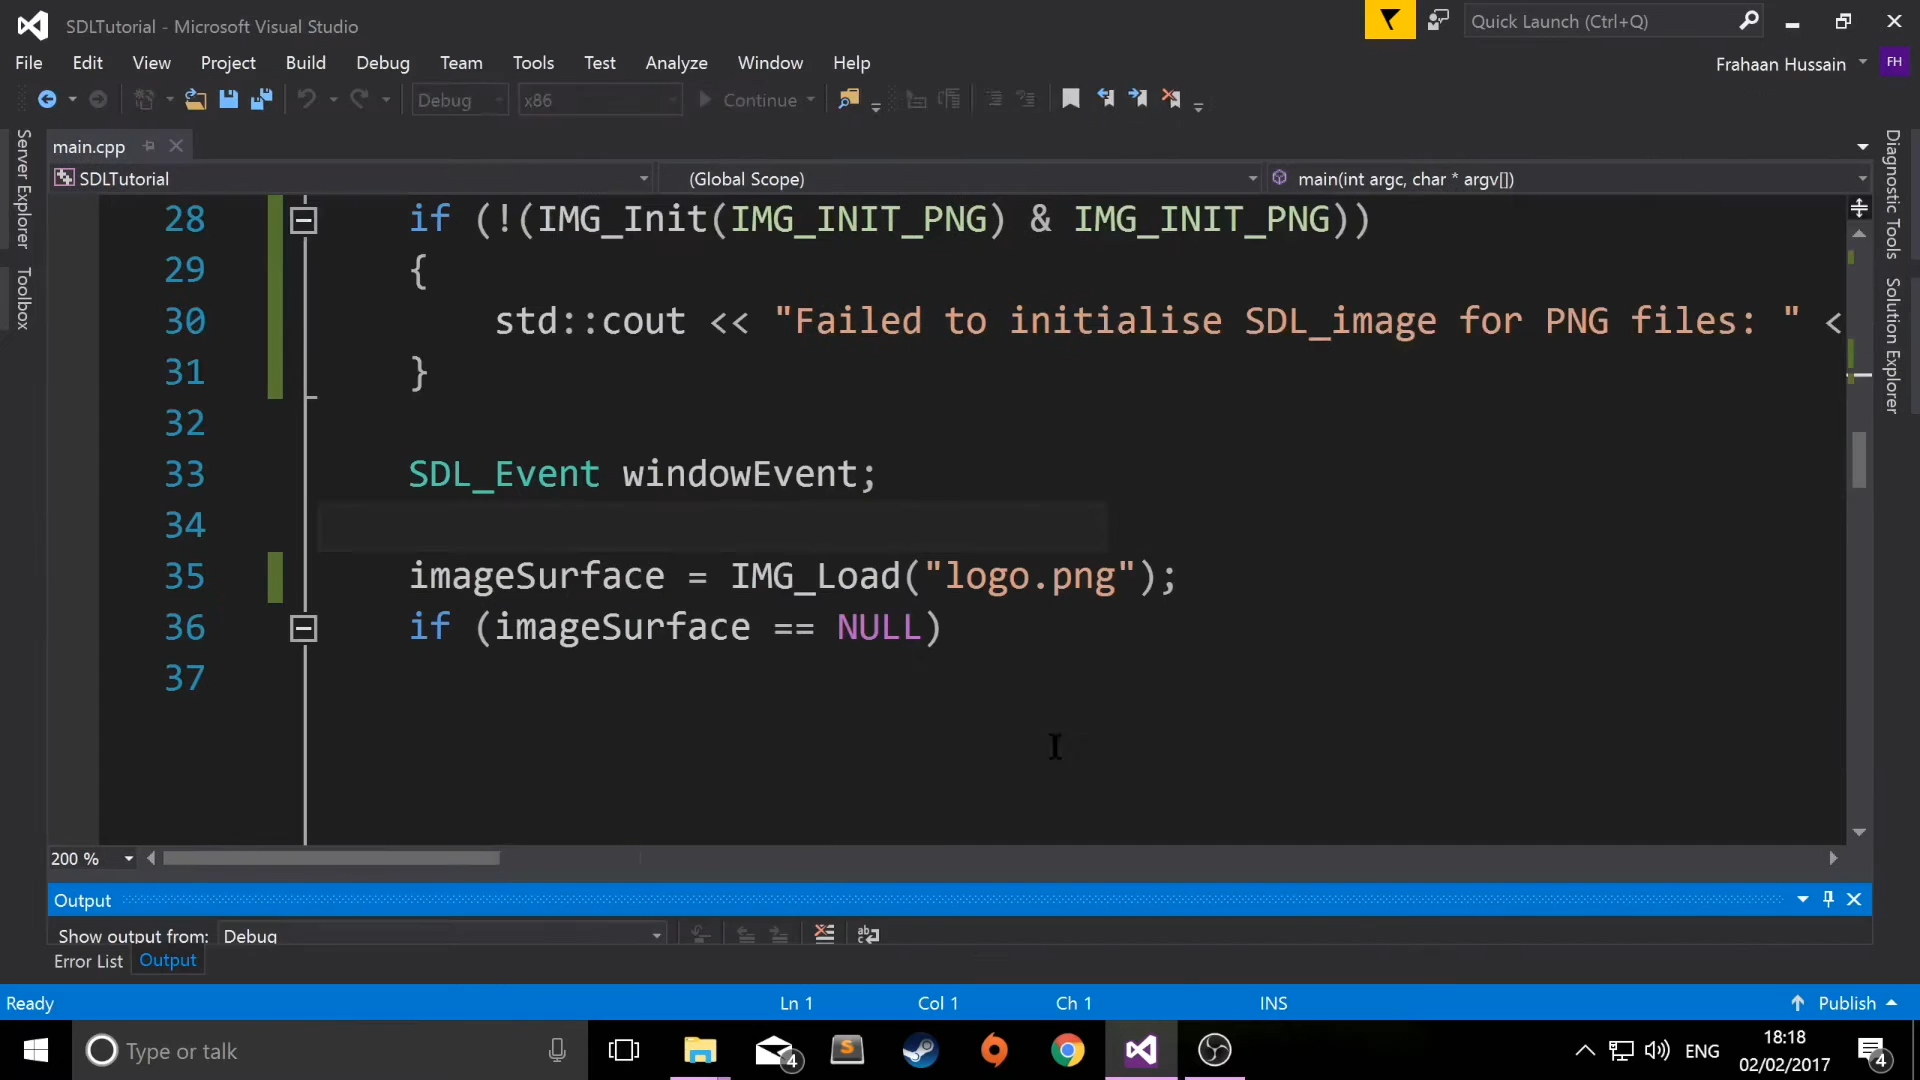 SDLTutorial - Microsoft Visual Studio
Quick Launch (Ctrl+Q)
File Edit View Project Build Debug Team Tools Test Analyze Window Help
Frahaan Hussain FH
Debug x86 Continue
Server Explorer
Toolbox
Diagnostic Tools
Solution Explorer
main.cpp
SDLTutorial (Global Scope) main(int argc, char * argv[])
28 if (!(IMG_Init(IMG_INIT_PNG) & IMG_INIT_PNG))
29 {
30 std::cout << "Failed to initialise SDL_image for PNG files: " <
31 }
32
33 SDL_Event windowEvent;
34
35 imageSurface = IMG_Load("logo.png");
36 if (imageSurface == NULL)
37
200 %
Output
Show output from: Debug
Error List Output
Ready Ln 1 Col 1 Ch 1 INS Publish
Type or talk
4
S
ENG
18:18
02/02/2017
4